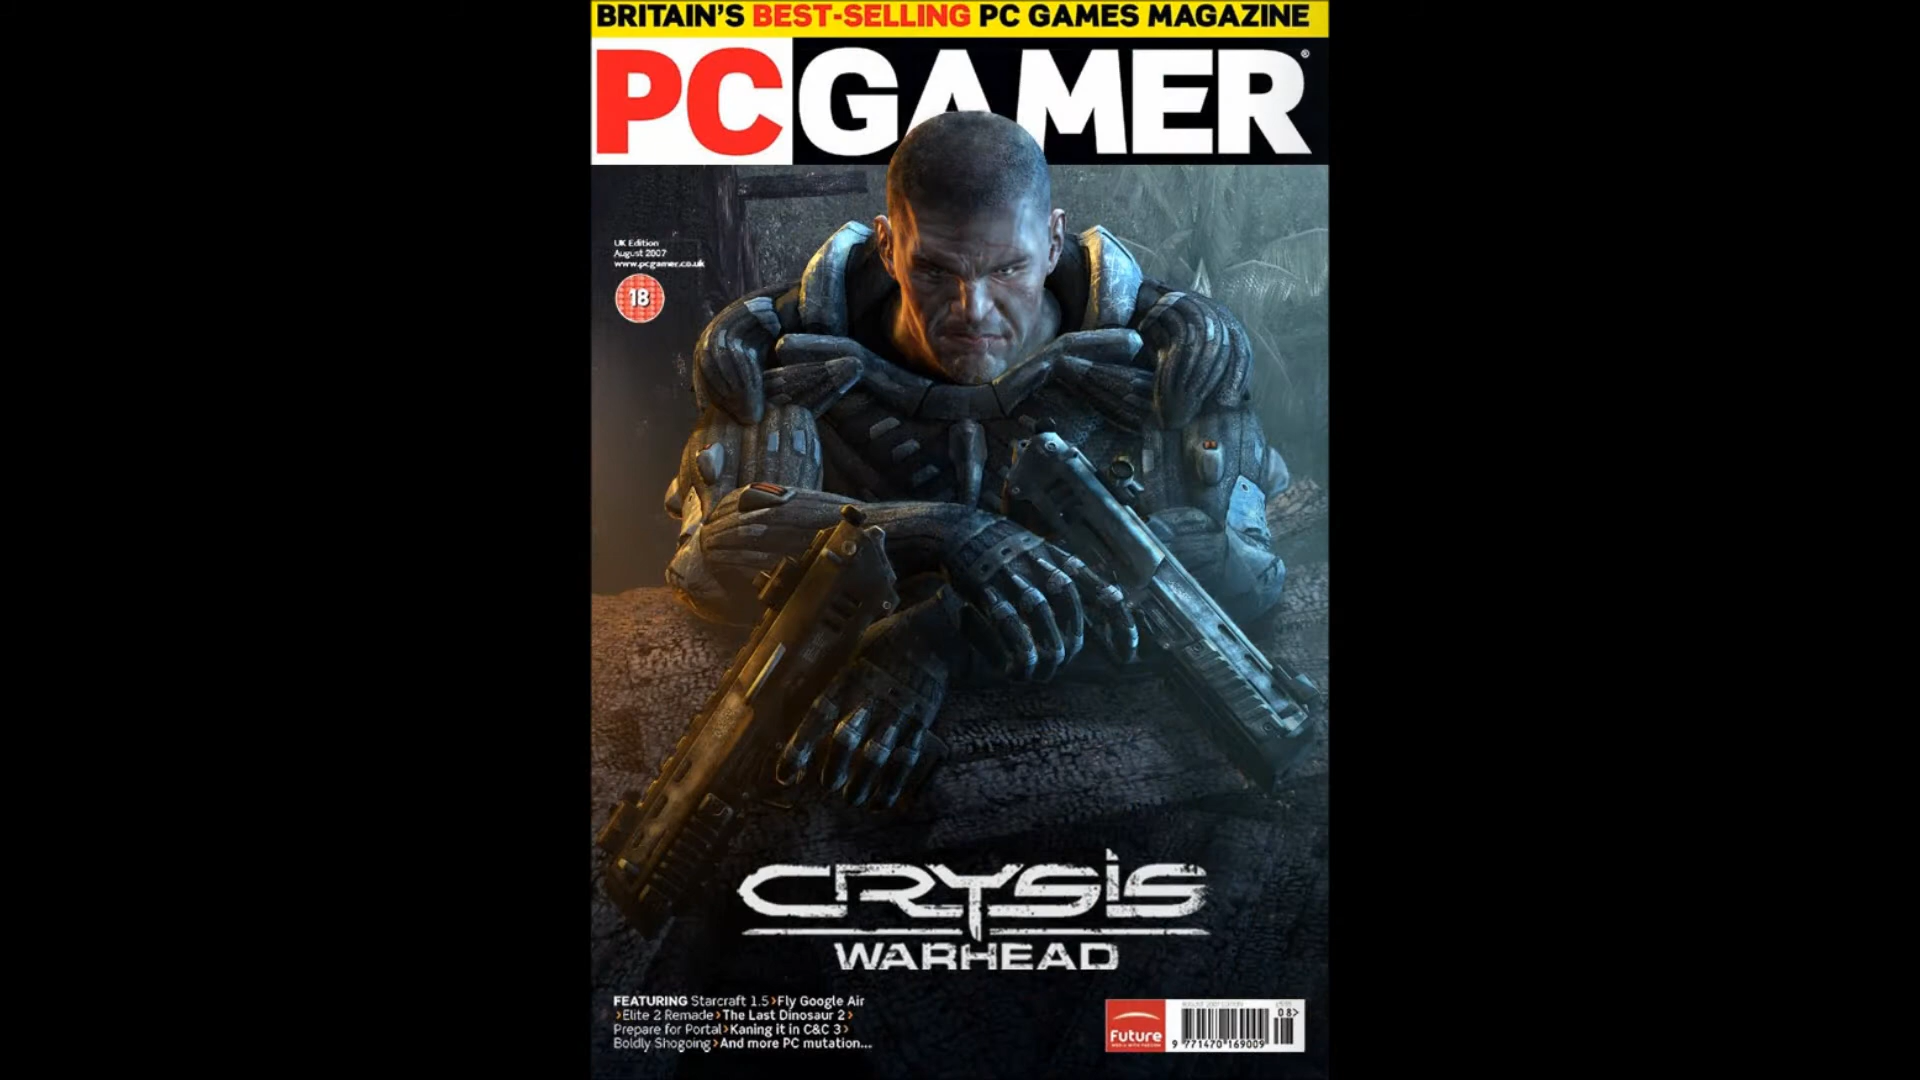 BRITAIN'S BEST-SELLING PC GAMES MAGAZINE
PCGAMER®
UK Edition
August 2007
www.pcgamer.co.uk
18
CRYSIS
WARHEAD
FEATURING Starcraft 1.5›Fly Google Air
›Elite 2 Remade›The Last Dinosaur 2›
Prepare for Portal›Kaning it in C&C 3›
Boldly Shogoing›And more PC mutation...
08>
Future
9 771470 169009